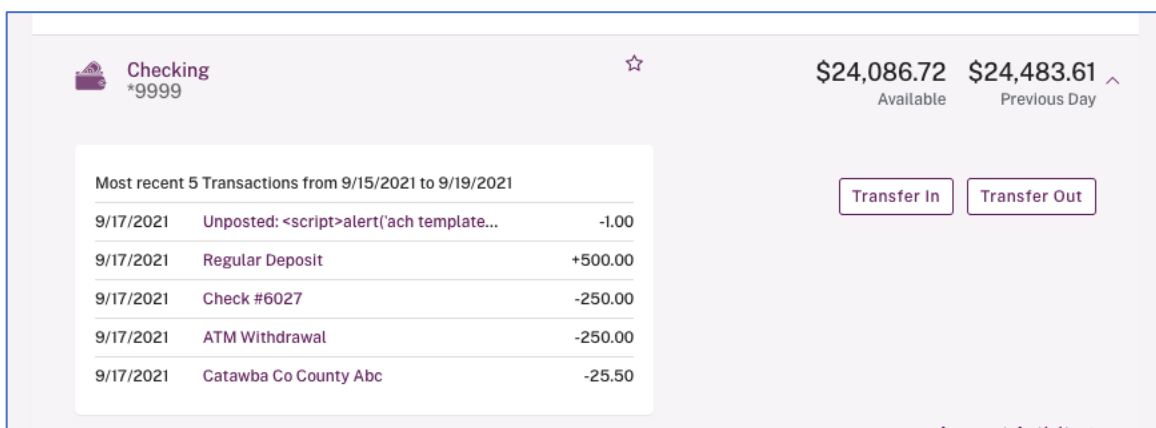 Checking
*9999
$24,086.72 $24,483.61
Available Previous Day
Most recent 5 Transactions from 9/15/2021 to 9/19/2021
9/17/2021 Unposted: <script>alert('ach template... -1.00
9/17/2021 Regular Deposit +500.00
9/17/2021 Check #6027 -250.00
9/17/2021 ATM Withdrawal -250.00
9/17/2021 Catawba Co County Abc -25.50
Transfer In Transfer Out